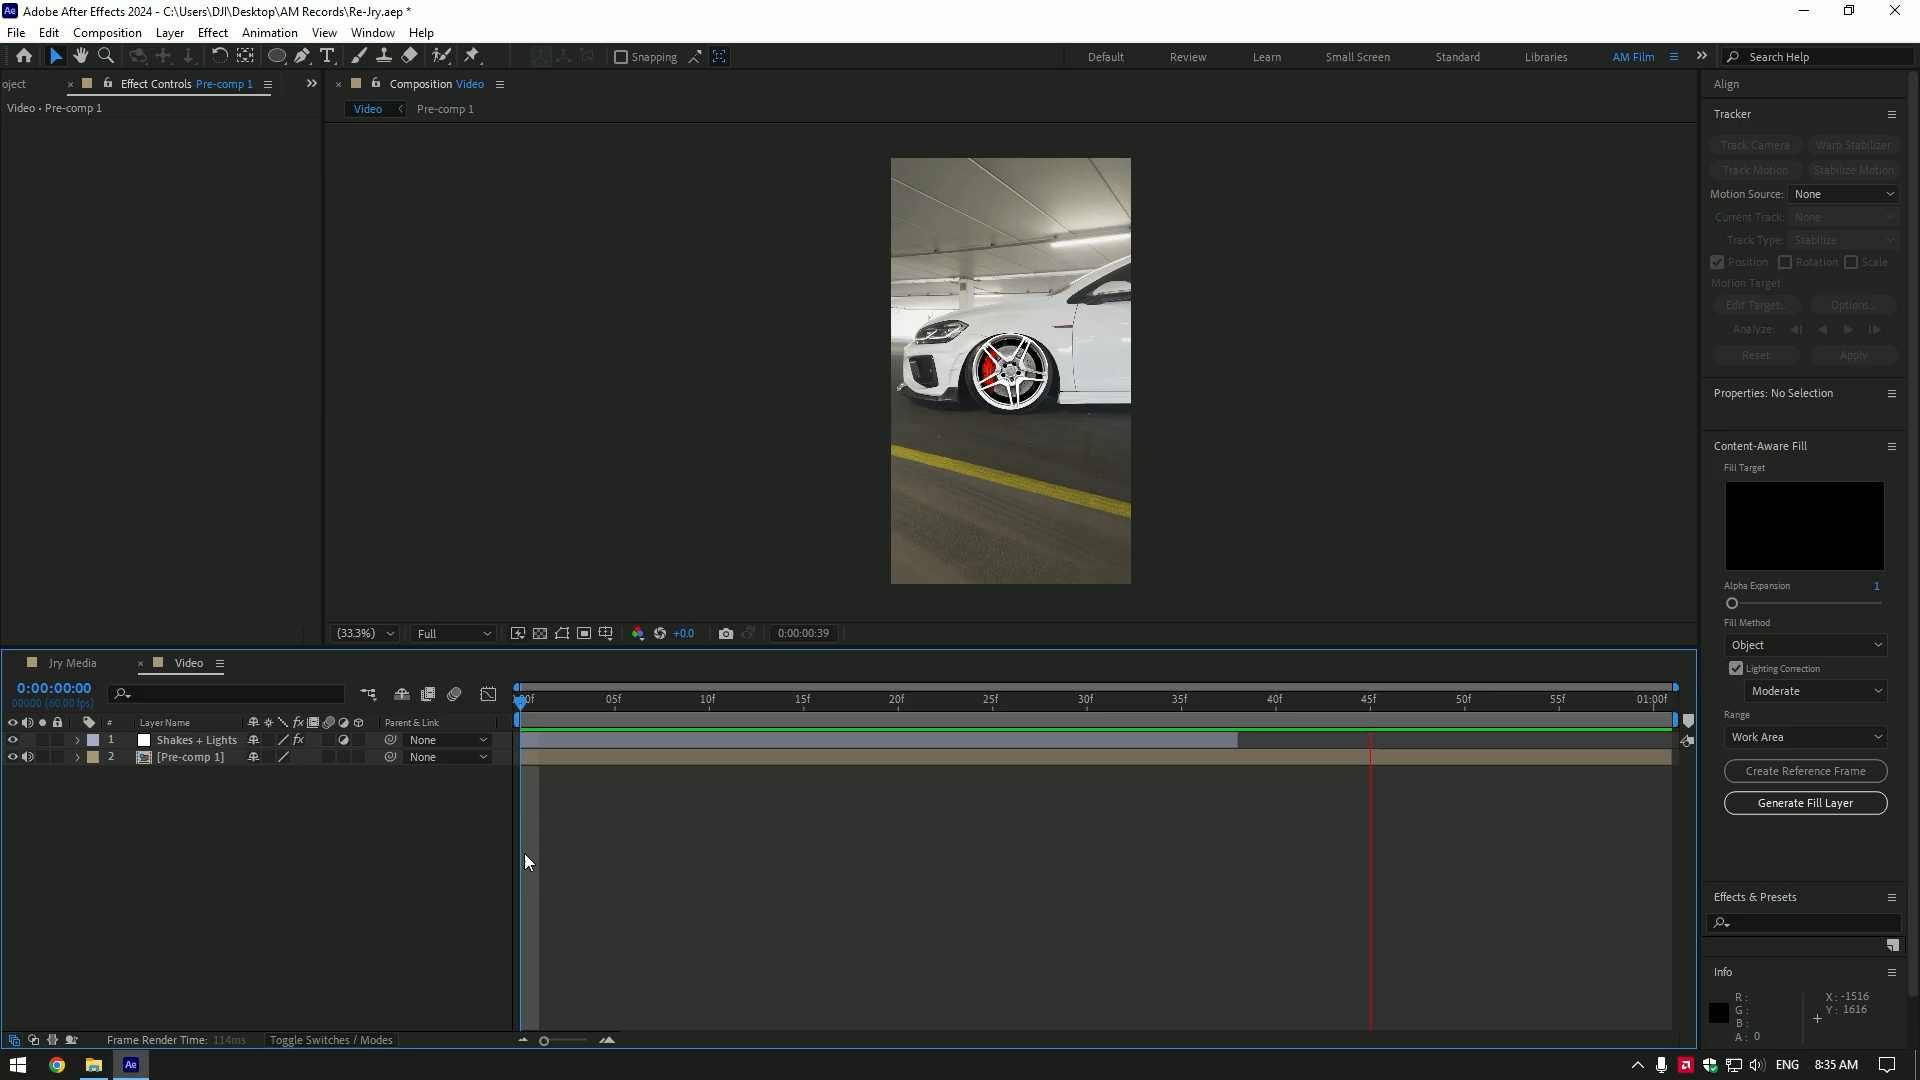 Adobe After Effects 2024 - C:\Users\DJI\Desktop\AM Records\Re-Jry.aep *
File Edit Composition Layer Effect Animation View Window Help
Snapping
Default Review Learn Small Screen Standard Libraries AM Film Search Help
oject Effect Controls Pre-comp 1
Composition Video
Align
Video • Pre-comp 1
Video Pre-comp 1
Tracker
Track Camera Warp Stabilizer
Track Motion Stabilize Motion
Motion Source: None
Current Track: None
Track Type: Stabilize
Position Rotation Scale
Motion Target:
Edit Target... Options...
Analyze:
Reset Apply
Properties: No Selection
Content-Aware Fill
Fill Target
Alpha Expansion 1
Fill Method
Object
Lighting Correction
Moderate
Range
Work Area
Create Reference Frame
Generate Fill Layer
Effects & Presets
Info
R:
G:
B:
A: 0
X: -1516
Y: 1616
(33.3%) Full +0.0 0:00:00:39
Jry Media Video
0:00:00:00
00000 (60.00 fps)
:00f 05f 10f 15f 20f 25f 30f 35f 40f 45f 50f 55f 01:00f
# Layer Name Parent & Link
1 Shakes + Lights None
2 [Pre-comp 1] None
Frame Render Time: 114ms Toggle Switches / Modes
ENG 8:35 AM